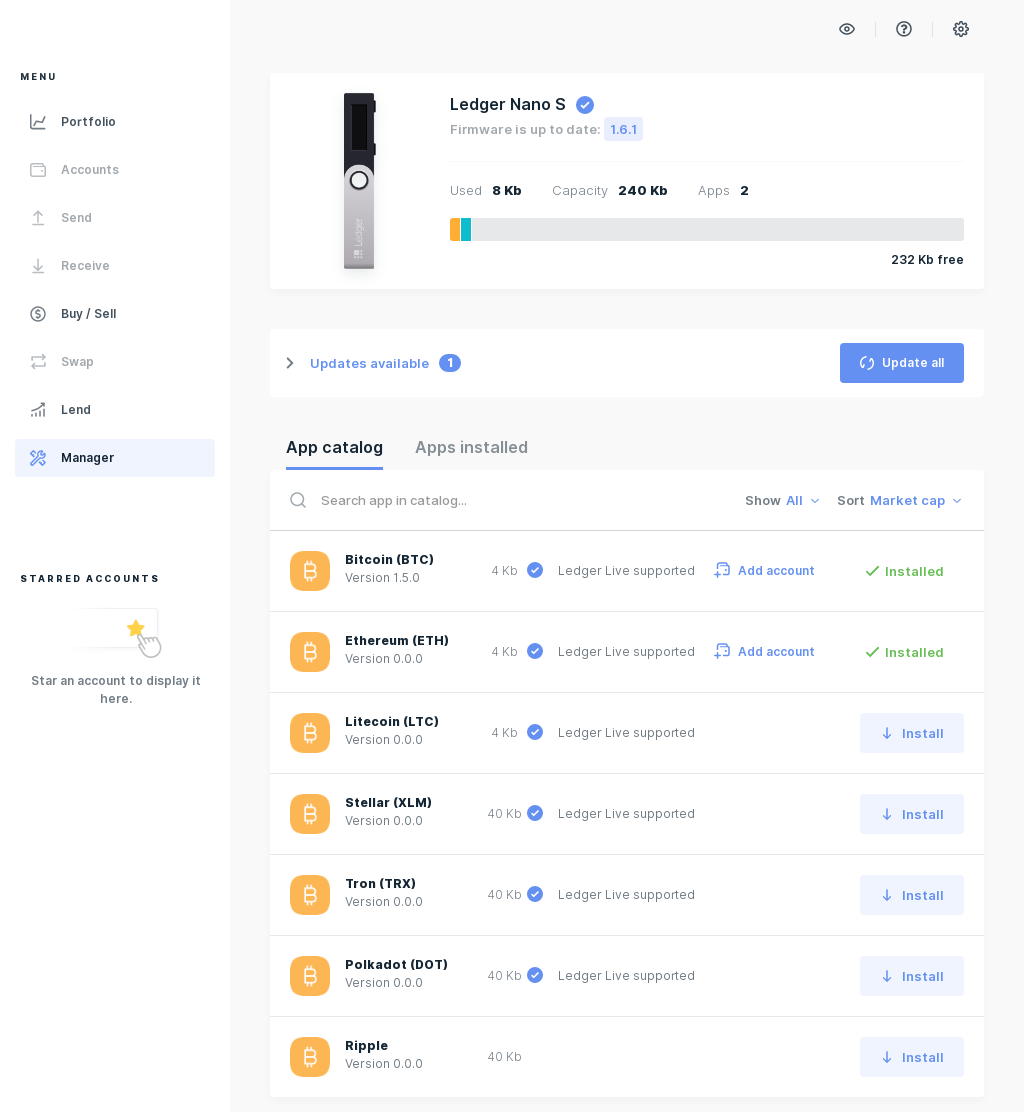 MENU
Portfolio
Accounts
Send
Receive
Buy / Sell
Swap
Lend
Manager
STARRED ACCOUNTS
Star an account to display it
here.
Ledger Nano S
Firmware is up to date: 1.6.1
Used 8 Kb Capacity 240 Kb Apps 2
232 Kb free
Ledger
Updates available 1
Update all
App catalog Apps installed
Search app in catalog... Show All Sort Market cap
Bitcoin (BTC)
Version 1.5.0
4 Kb Ledger Live supported Add account Installed
Ethereum (ETH)
Version 0.0.0
4 Kb Ledger Live supported Add account Installed
Litecoin (LTC)
Version 0.0.0
4 Kb Ledger Live supported Install
Stellar (XLM)
Version 0.0.0
40 Kb Ledger Live supported Install
Tron (TRX)
Version 0.0.0
40 Kb Ledger Live supported Install
Polkadot (DOT)
Version 0.0.0
40 Kb Ledger Live supported Install
Ripple
Version 0.0.0
40 Kb Install